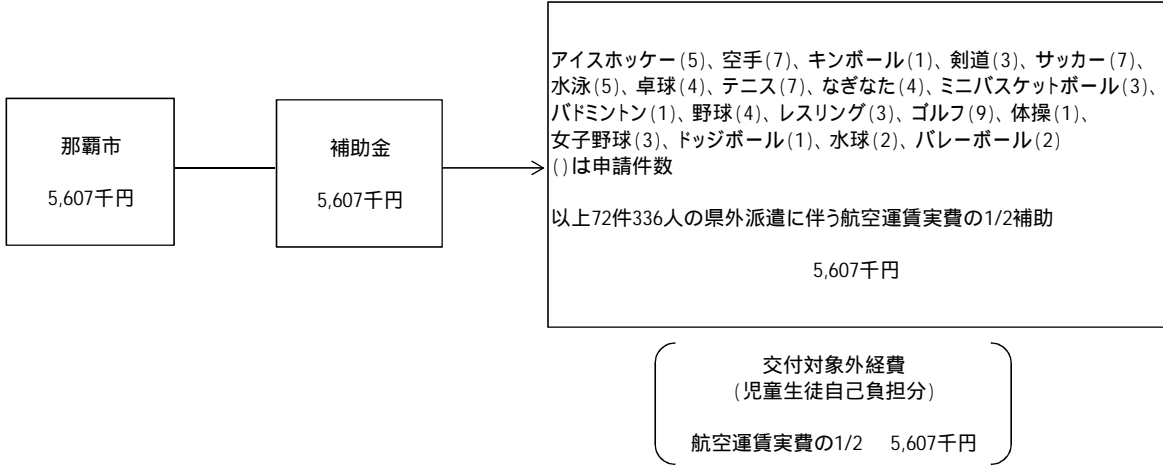 那覇市
5,607千円
補助金
5,607千円
アイスホッケー(5)、空手(7)、キンボール(1)、剣道(3)、サッカー(7)、
水泳(5)、卓球(4)、テニス(7)、なぎなた(4)、ミニバスケットボール(3)、
バドミントン(1)、野球(4)、レスリング(3)、ゴルフ(9)、体操(1)、
女子野球(3)、ドッジボール(1)、水球(2)、バレーボール(2)
()は申請件数
以上72件336人の県外派遣に伴う航空運賃実費の1/2補助
5,607千円
交付対象外経費
(児童生徒自己負担分)
航空運賃実費の1/2 5,607千円